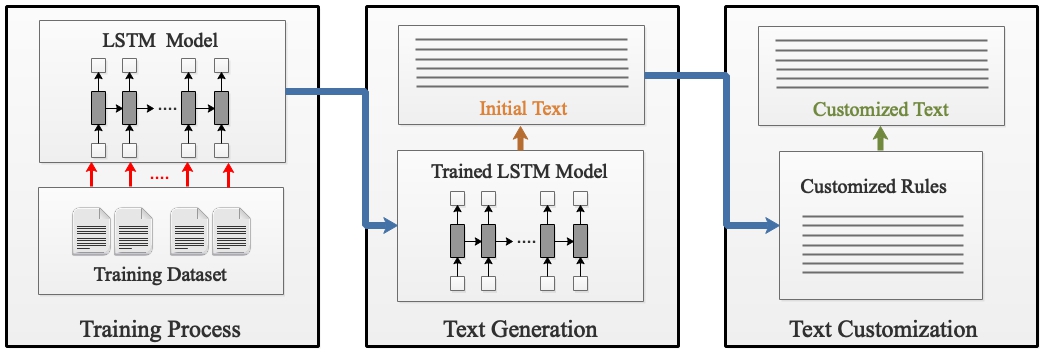 LSTM Model
....
....
Training Dataset
Training Process
Initial Text
Trained LSTM Model
....
Text Generation
Customized Text
Customized Rules
Text Customization